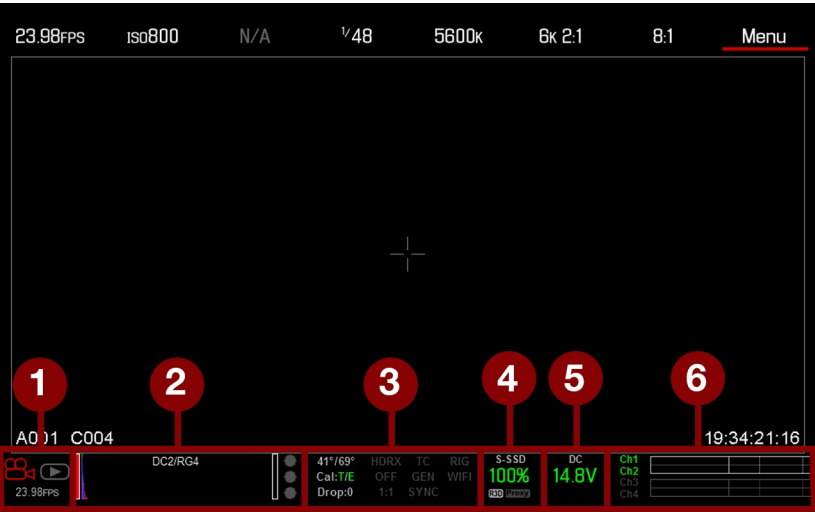 23.98FPS ISO800 N/A 1/48 5600K 6K 2:1 8:1 Menu
1 2 3 4 5 6
A001 C004 19:34:21:16
DC2/RG4
23.98FPS
41°/69° HDRX TC RIG
Cal:T/E OFF GEN WIFI
Drop:0 1:1 SYNC
S-SSD
100%
R3D Proxy
DC
14.8V
Ch1
Ch2
Ch3
Ch4